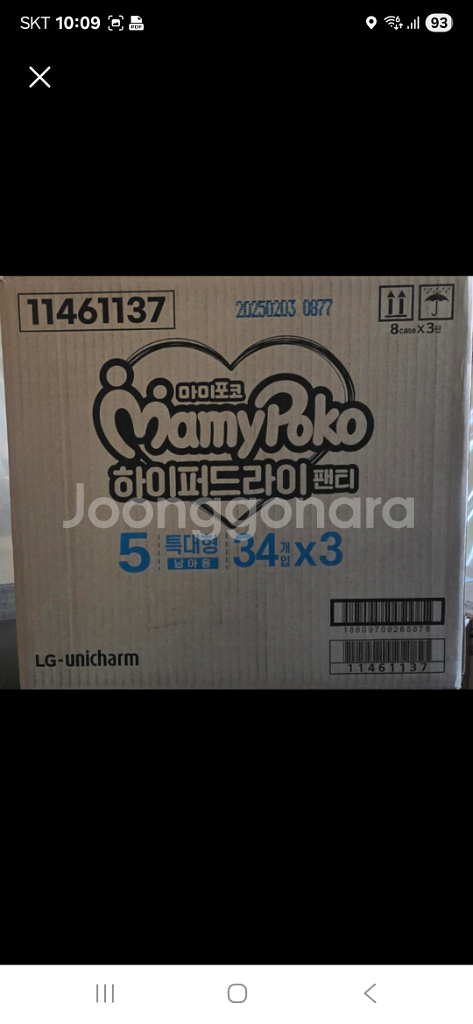 SKT 10:09
93
11461137
20250203 0877
8case X 3단
마미포코
MamyPoko
하이퍼드라이 팬티
Joonggonara
5 특대형 남아용 34개입 x3
LG-unicharm
11461137